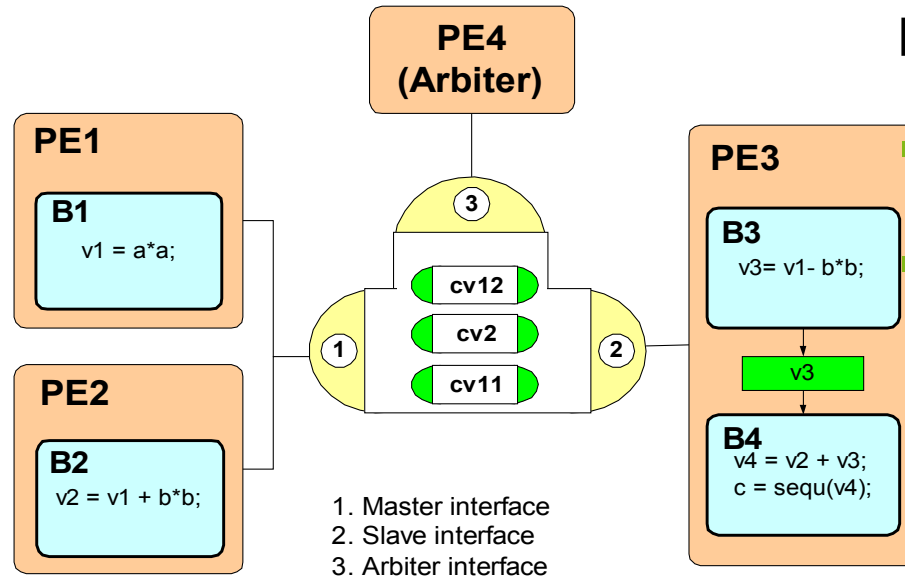 PE4
(Arbiter)
PE1
B1
v1 = a*a;
PE2
B2
v2 = v1 + b*b;
3
cv12
cv2
cv11
1
2
PE3
B3
v3= v1- b*b;
v3
B4
v4 = v2 + v3;
c = sequ(v4);
1. Master interface
2. Slave interface
3. Arbiter interface